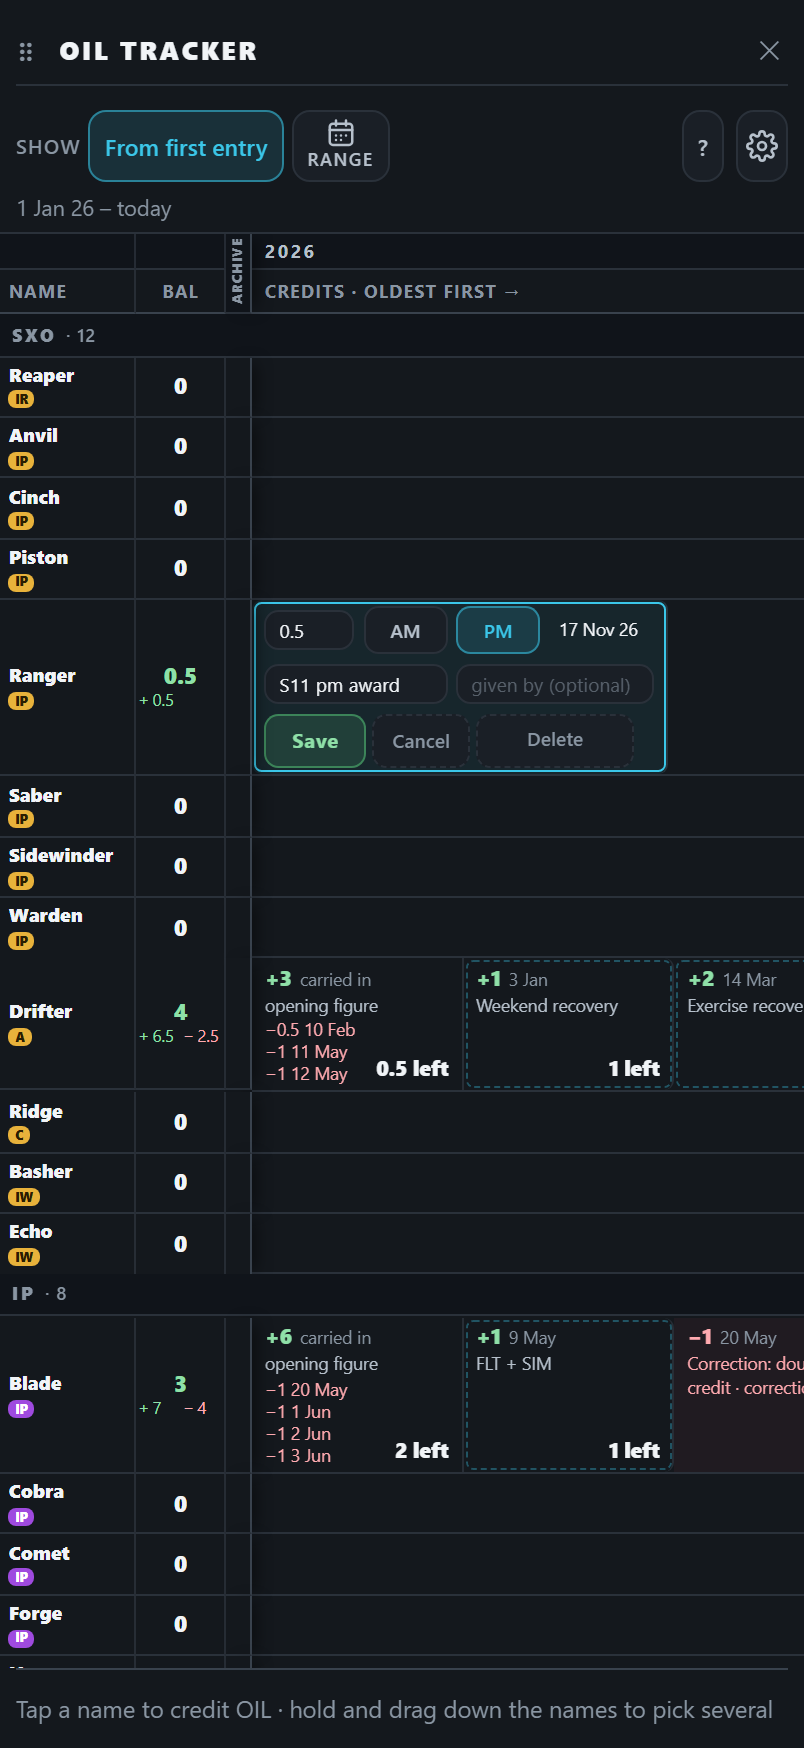 OIL TRACKER
SHOW From first entry RANGE ?
1 Jan 26 – today
ARCHIVE 2026
NAME BAL CREDITS · OLDEST FIRST →
SXO · 12
Reaper 0
IR
Anvil 0
IP
Cinch 0
IP
Piston 0
IP
0.5 AM PM 17 Nov 26
Ranger 0.5 S11 pm award given by (optional)
IP + 0.5
Save Cancel Delete
Saber 0
IP
Sidewinder 0
IP
Warden 0
IP
+3 carried in +1 3 Jan +2 14 Mar
Drifter 4 opening figure Weekend recovery Exercise recove
A + 6.5 − 2.5 −0.5 10 Feb
−1 11 May
−1 12 May 0.5 left 1 left
Ridge 0
C
Basher 0
IW
Echo 0
IW
IP · 8
+6 carried in +1 9 May −1 20 May
opening figure FLT + SIM Correction: dou
Blade 3 −1 20 May credit · correctio
IP + 7 − 4 −1 1 Jun
−1 2 Jun
−1 3 Jun 2 left 1 left
Cobra 0
IP
Comet 0
IP
Forge 0
IP
Tap a name to credit OIL · hold and drag down the names to pick several